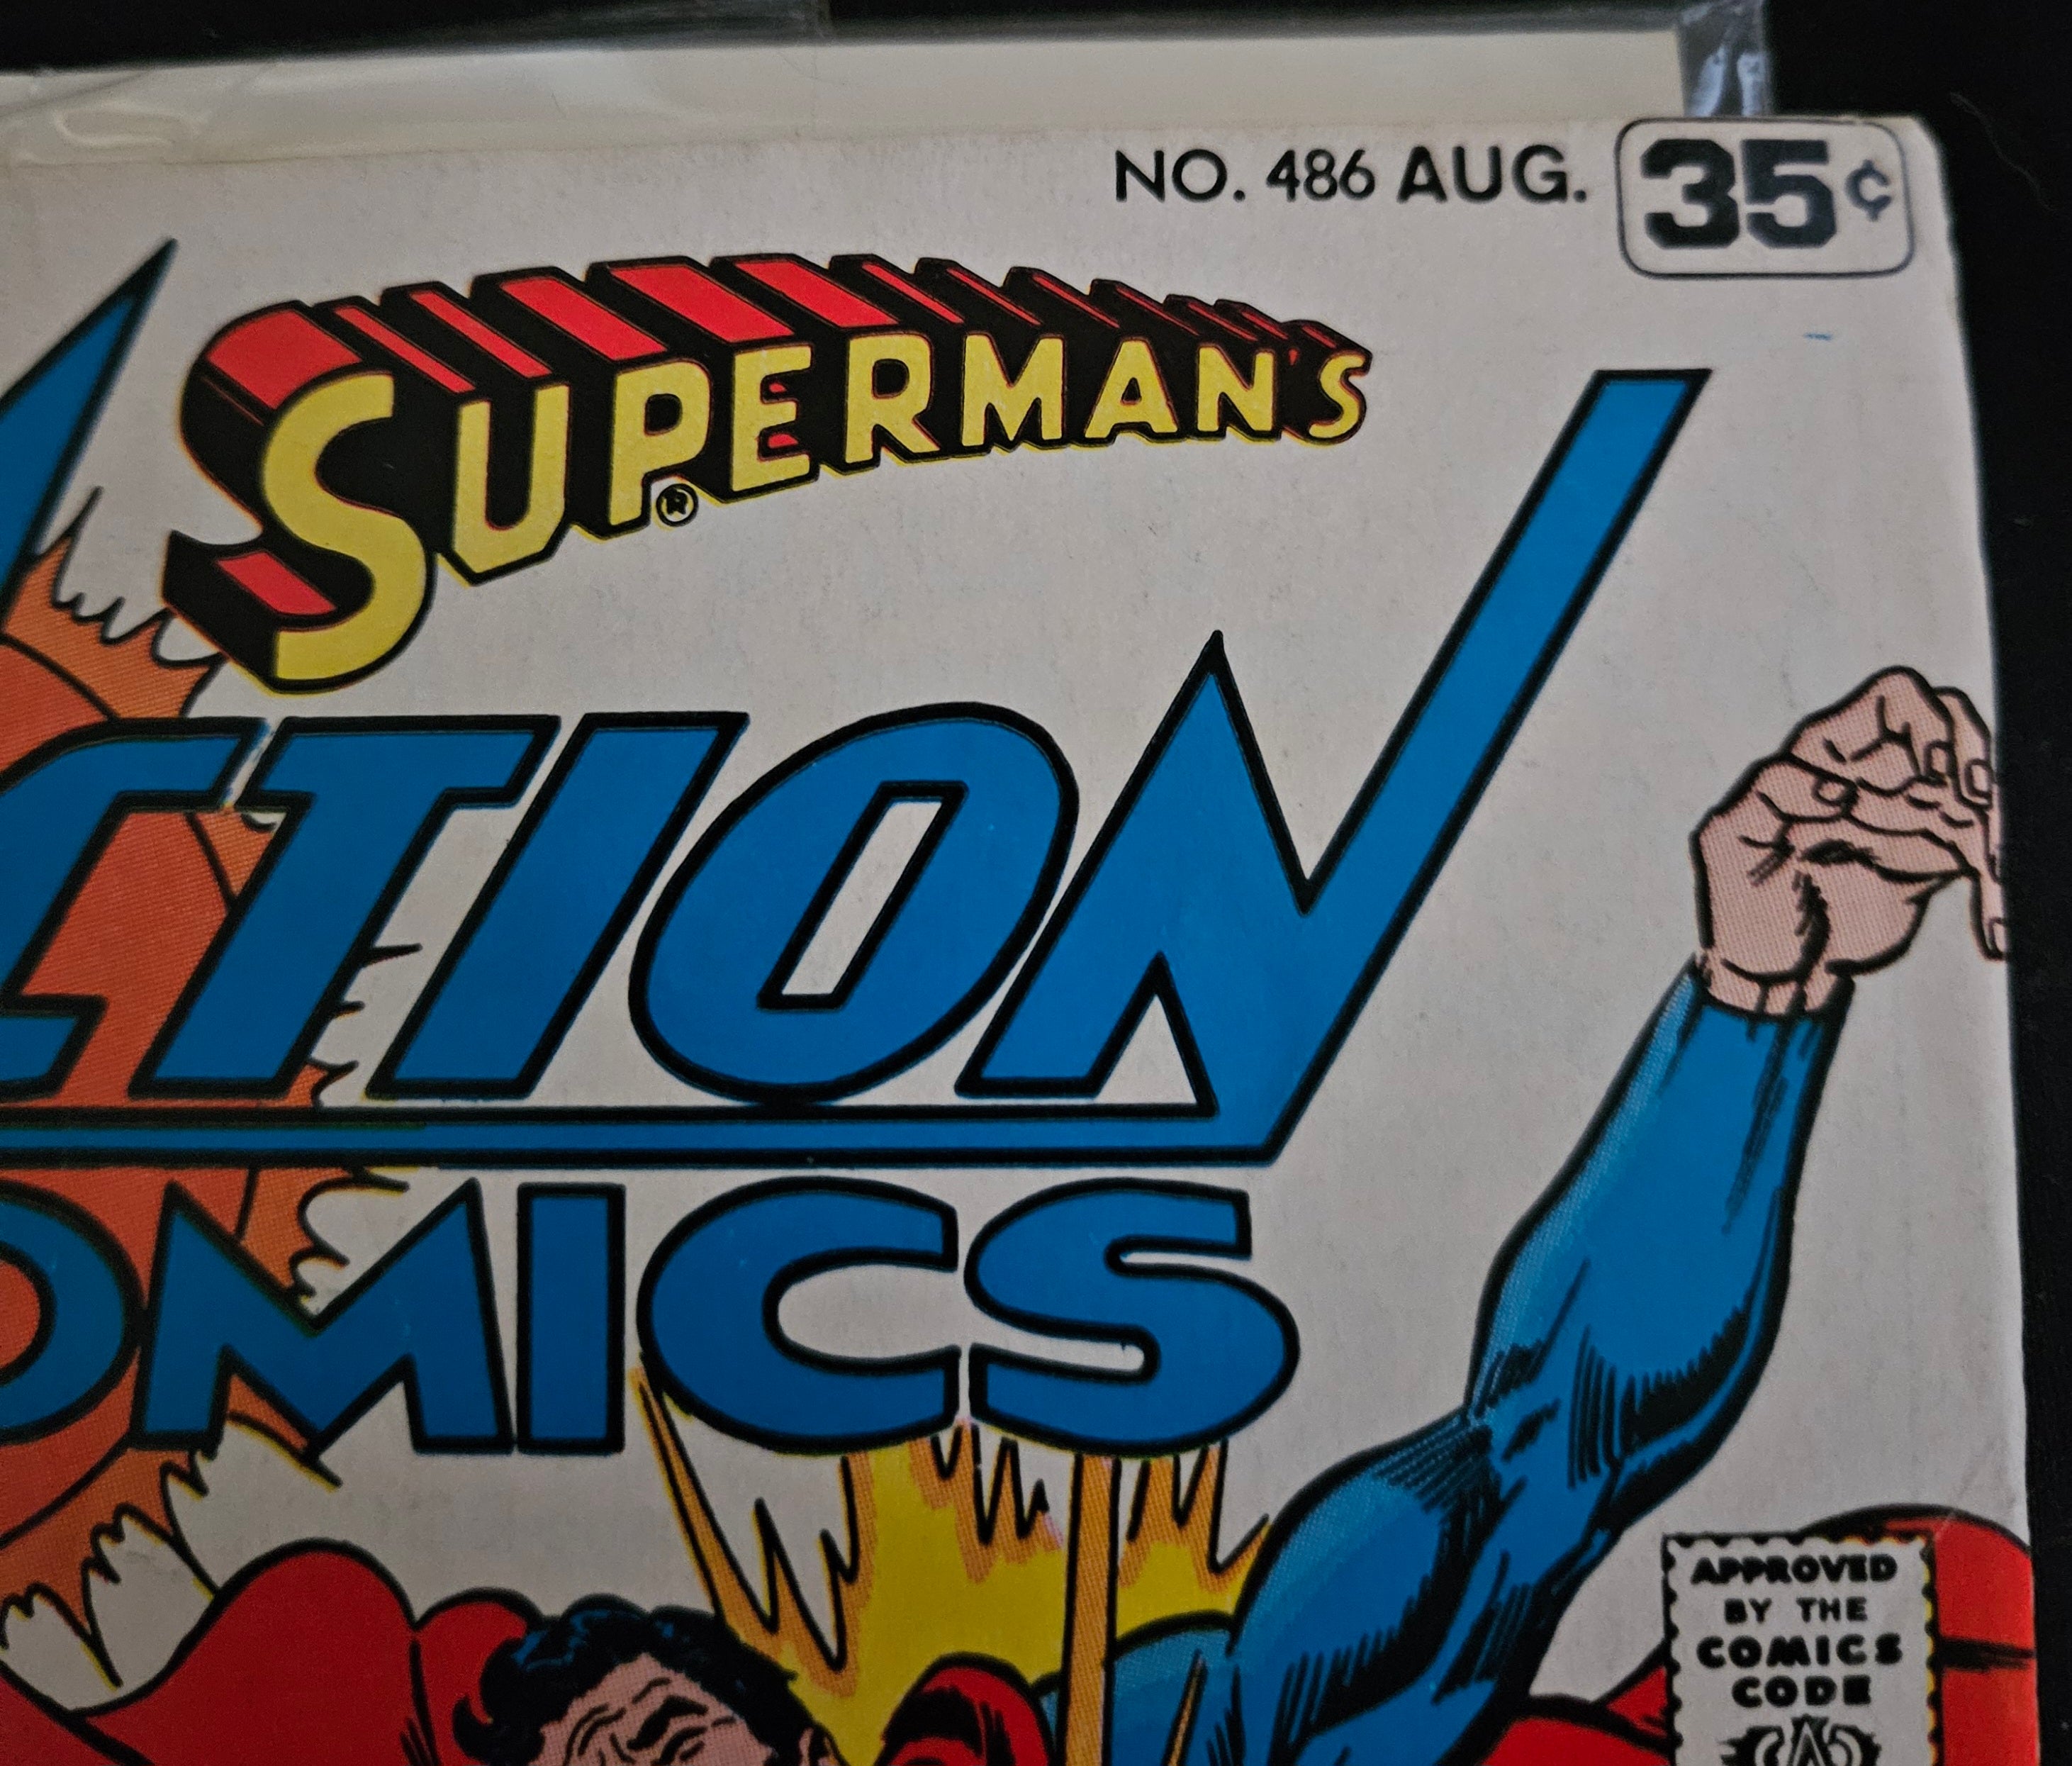 NO. 486 AUG. 35¢
SUPERMAN'S
®
CTION
OMICS
APPROVED
BY THE
COMICS
CODE